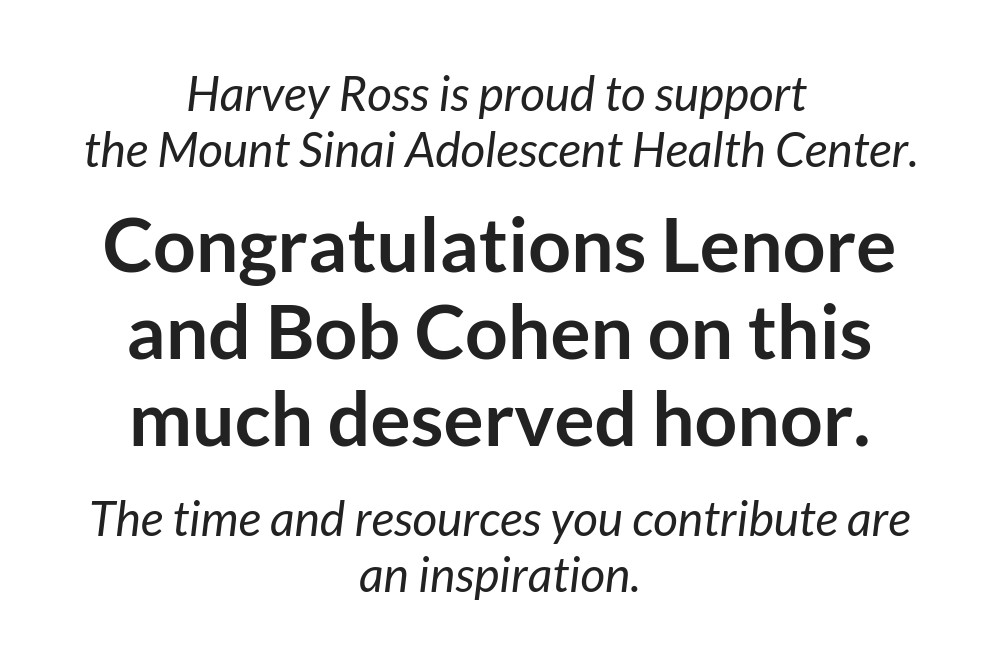 Harvey Ross is proud to support
the Mount Sinai Adolescent Health Center.
Congratulations Lenore
and Bob Cohen on this
much deserved honor.
The time and resources you contribute are
an inspiration.